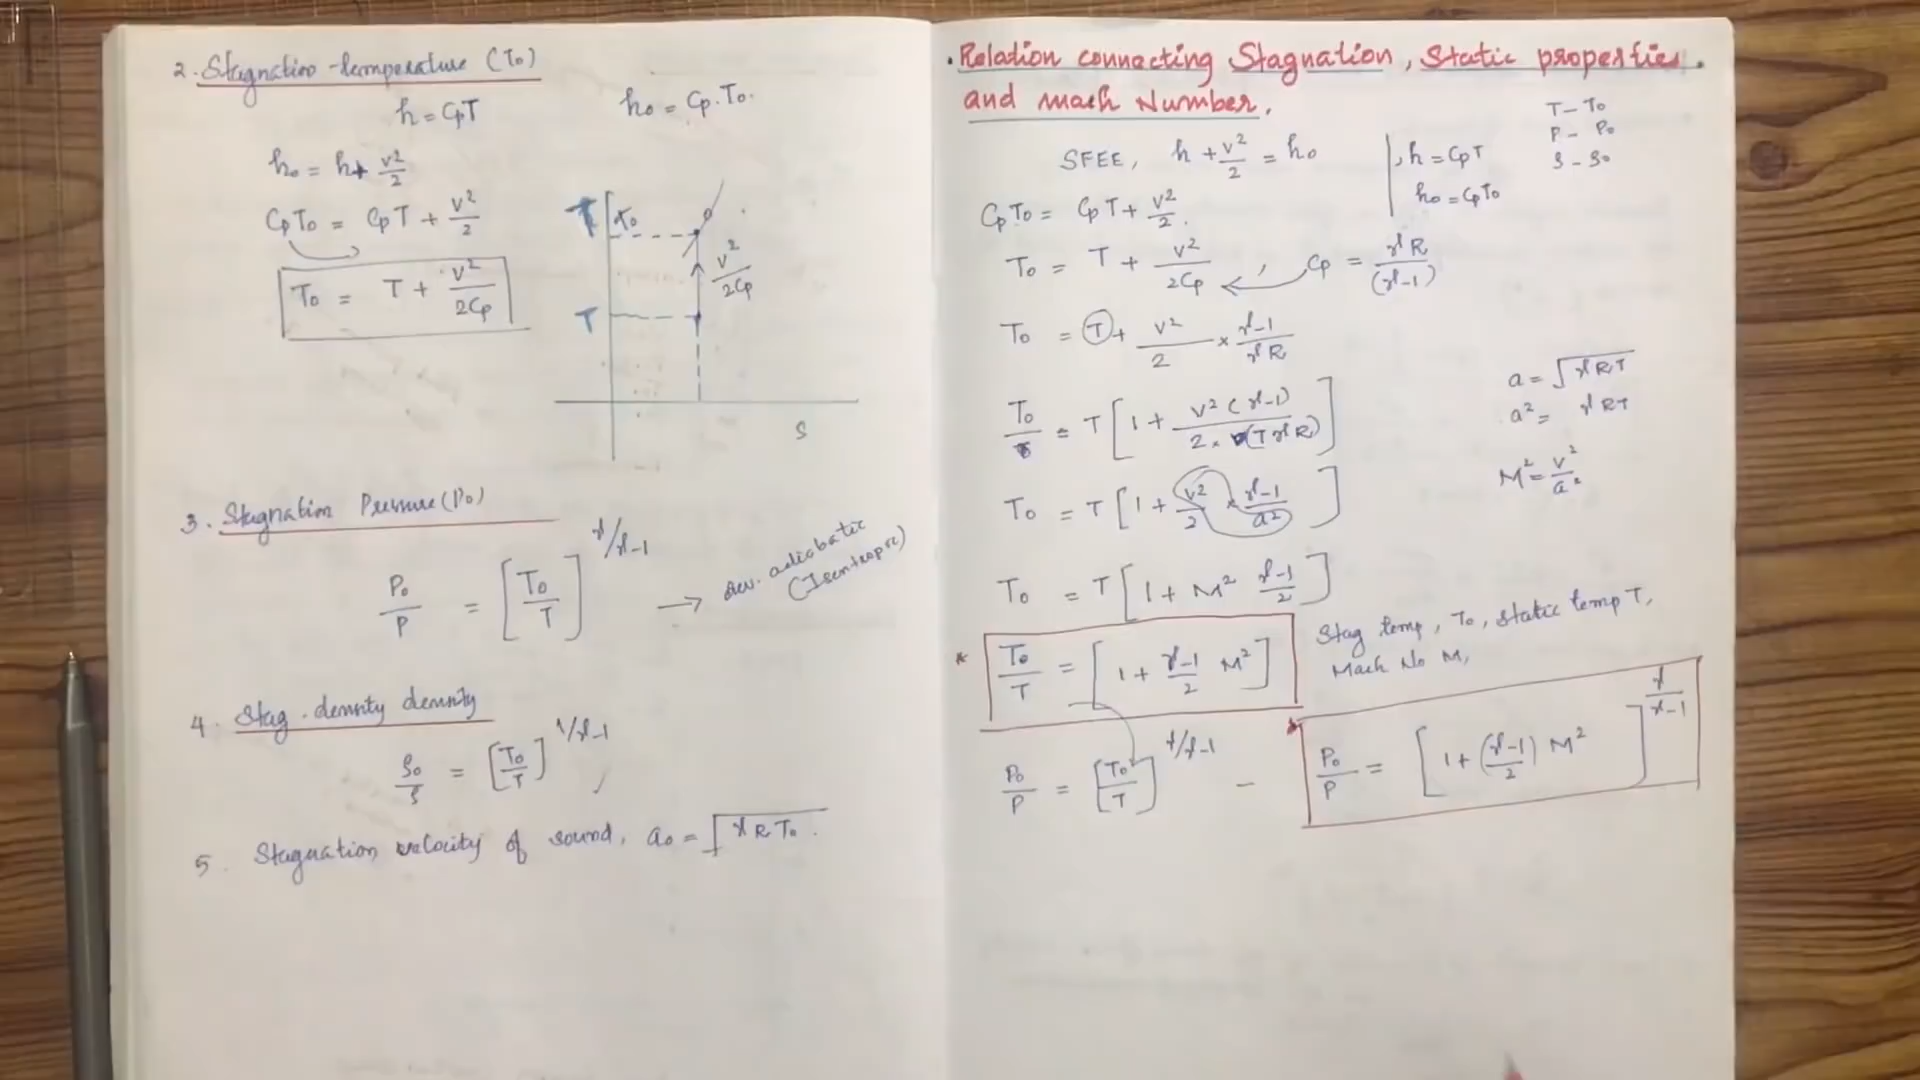 2. Stagnation temperature (T₀)
h = CpT
h₀ = Cp.T₀.
h₀ = h + v²/2
CpT₀ = CpT + v²/2
T₀ = T + v²/2Cp
T
T₀
v²/2Cp
T
S
3. Stagnation Pressure (P₀)
P₀/P = [T₀/T]^γ/γ-1 → rev. adiabatic
(Isentropic)
4. Stag. density density
ρ₀/ρ = [T₀/T]^1/γ-1,
5. Stagnation velocity of sound, a₀ = √γRT₀.
. Relation connecting Stagnation, Static properties.
and mach Number.
T - T₀
P - P₀
ρ - ρ₀
SFEE, h + v²/2 = h₀ | , h = CpT
h₀ = CpT₀
CpT₀ = CpT + v²/2.
T₀ = T + v²/2Cp , Cp = γR/(γ-1)
T₀ = T + v²/2 × γ-1/γR
a = √γRT
a² = γRT
T₀ = T[1 + v²(γ-1)/2×(TγR)]
M² = v²/a²
T₀ = T[1 + v²/2 × γ-1/a²]
T₀ = T[1 + M² γ-1/2]
* T₀/T = [1 + γ-1/2 M²]
Stag temp, T₀, static temp T,
Mach No M,
P₀/P = [T₀/T]^γ/γ-1 -
* P₀/P = [1 + (γ-1/2) M²]^γ/γ-1